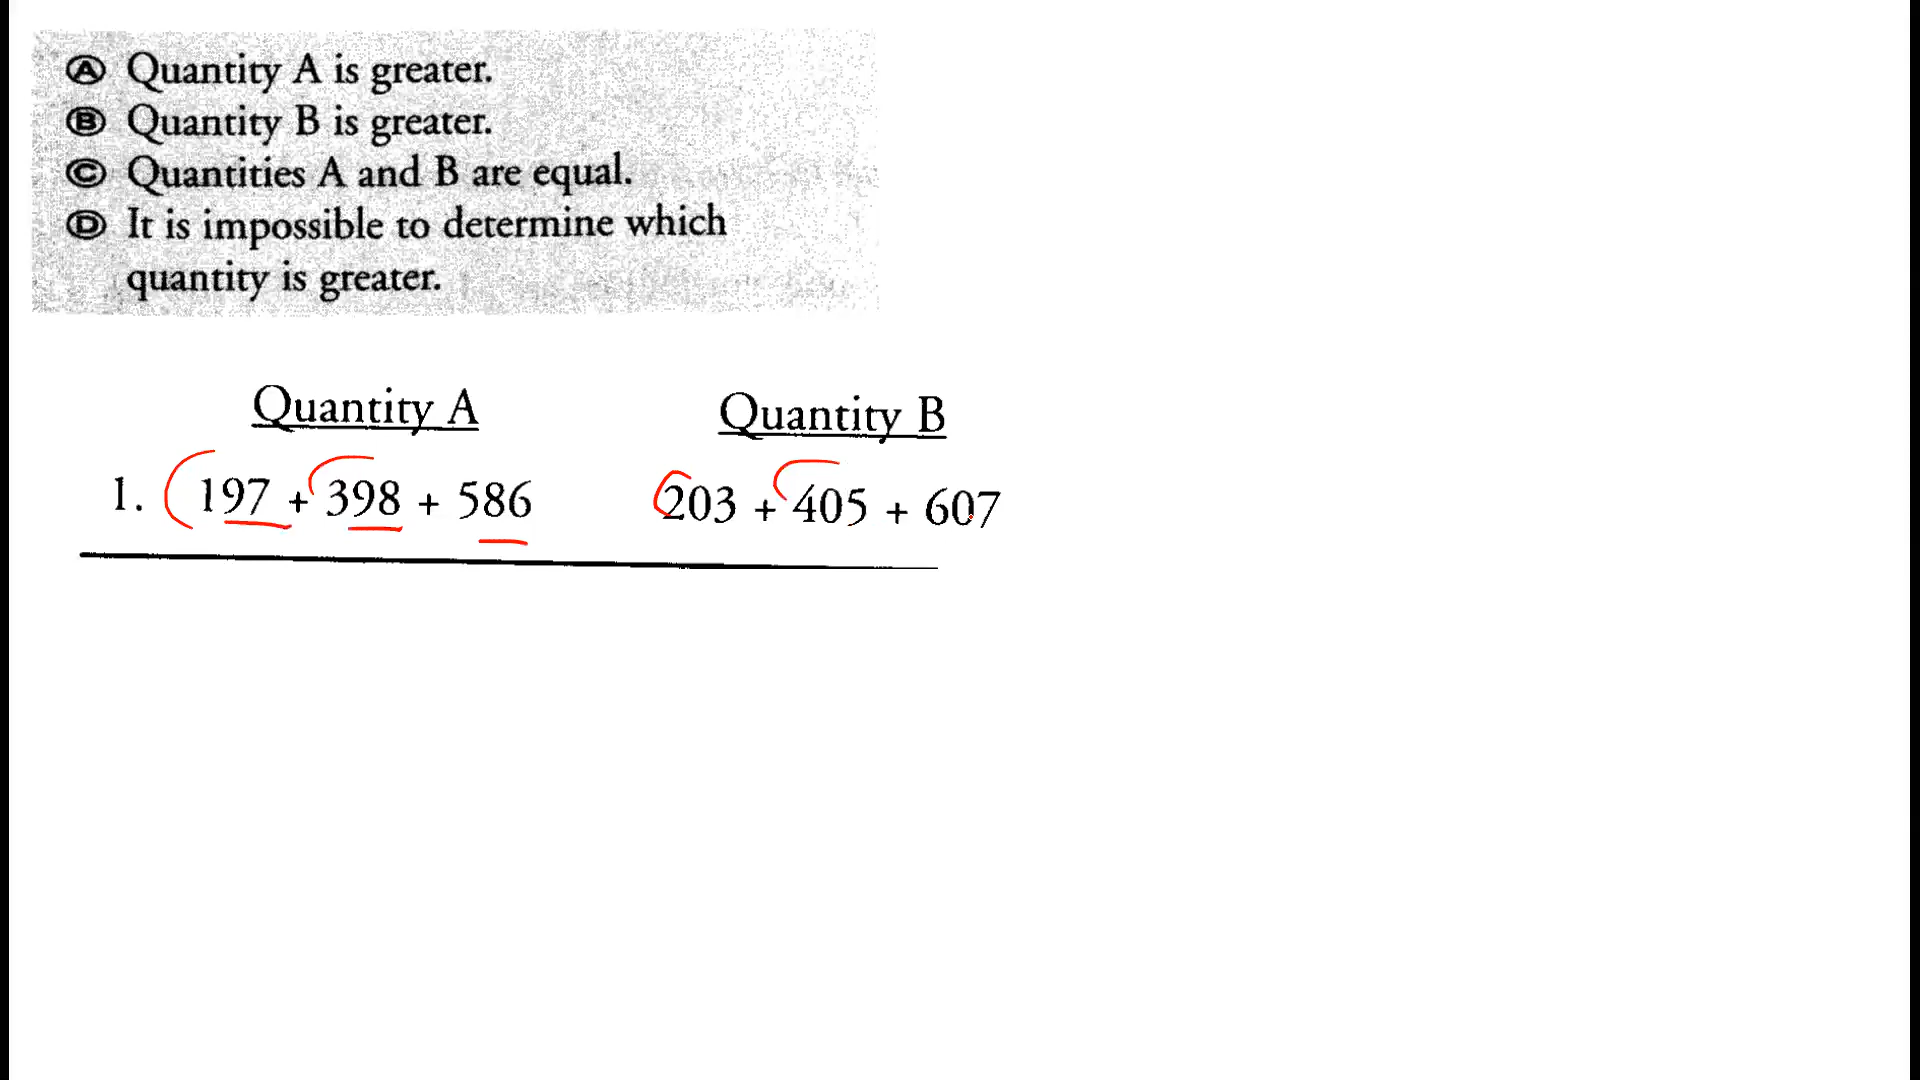 Ⓐ Quantity A is greater.
Ⓑ Quantity B is greater.
Ⓒ Quantities A and B are equal.
Ⓓ It is impossible to determine which
quantity is greater.
Quantity A Quantity B
1. 197 + 398 + 586 203 + 405 + 607